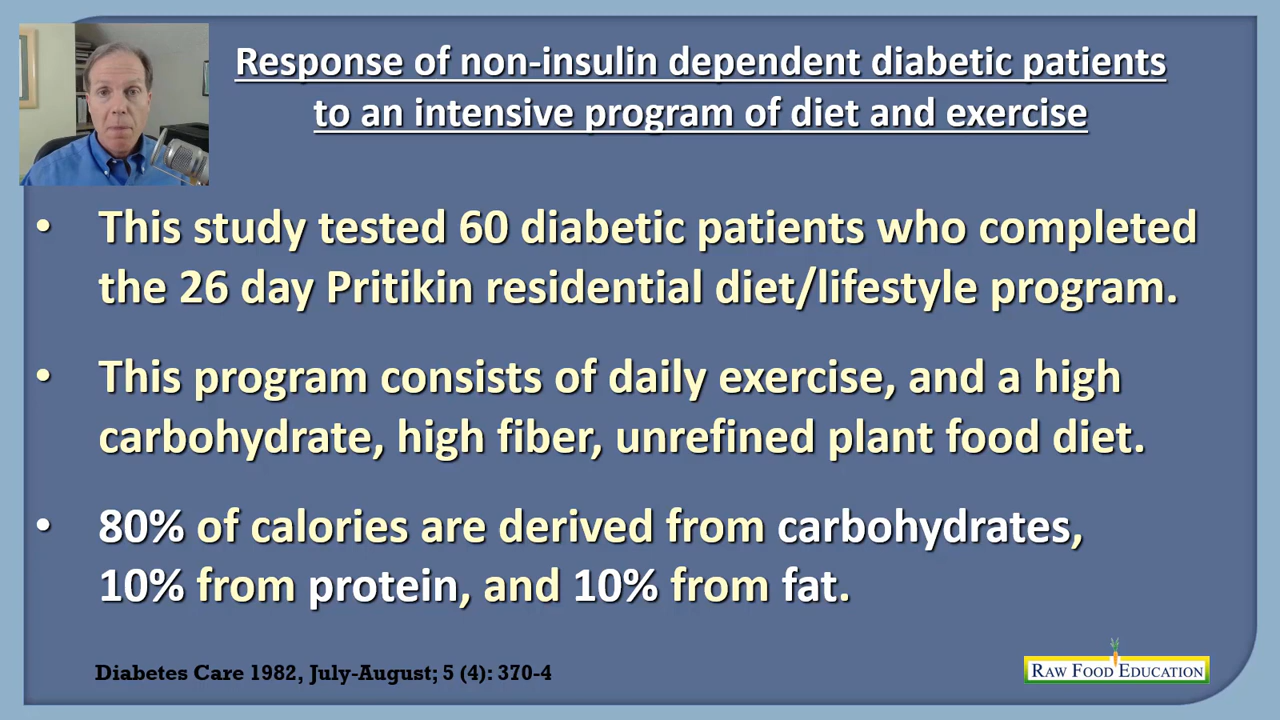 Response of non-insulin dependent diabetic patients
to an intensive program of diet and exercise
• This study tested 60 diabetic patients who completed
the 26 day Pritikin residential diet/lifestyle program.
• This program consists of daily exercise, and a high
carbohydrate, high fiber, unrefined plant food diet.
• 80% of calories are derived from carbohydrates,
10% from protein, and 10% from fat.
Diabetes Care 1982, July-August; 5 (4): 370-4
RAW FOOD EDUCATION